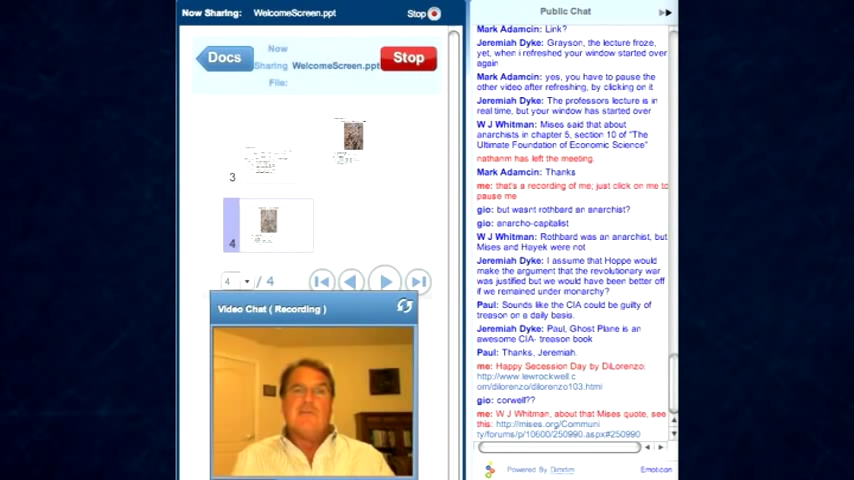 Now Sharing: WelcomeScreen.ppt Stop
Docs
Now
Sharing WelcomeScreen.ppt
File:
Stop
3
4
4 / 4
Video Chat ( Recording )
Public Chat
Mark Adamcin: Link?
Jeremiah Dyke: Grayson, the lecture froze,
yet, when i refreshed your window started over
again
Mark Adamcin: yes, you have to pause the
other video after refreshing, by clicking on it
Jeremiah Dyke: The professors lecture is in
real time, but your window has started over
W J Whitman: Mises said that about
anarchists in chapter 5, section 10 of "The
Ultimate Foundation of Economic Science"
nathanm has left the meeting.
Mark Adamcin: Thanks
me: that's a recording of me; just click on me to
pause me
gio: but wasnt rothbard an anarchist?
gio: anarcho-capitalist
W J Whitman: Rothbard was an anarchist, but
Mises and Hayek were not
Jeremiah Dyke: I assume that Hoppe would
make the argument that the revolutionary war
was justified but we would have been better off
if we remained under monarchy?
Paul: Sounds like the CIA could be guilty of
treason on a daily basis.
Jeremiah Dyke: Paul, Ghost Plane is an
awesome CIA- treason book
Paul: Thanks, Jeremiah.
me: Happy Secession Day by DiLorenzo:
http://www.lewrockwell.c
om/dilorenzo/dilorenzo103.html
gio: corwell??
me: W J Whitman, about that Mises quote, see
this: http://mises.org/Communi
ty/forums/p/10600/250990.aspx#250990
Powered By Dimdim
Emoticon